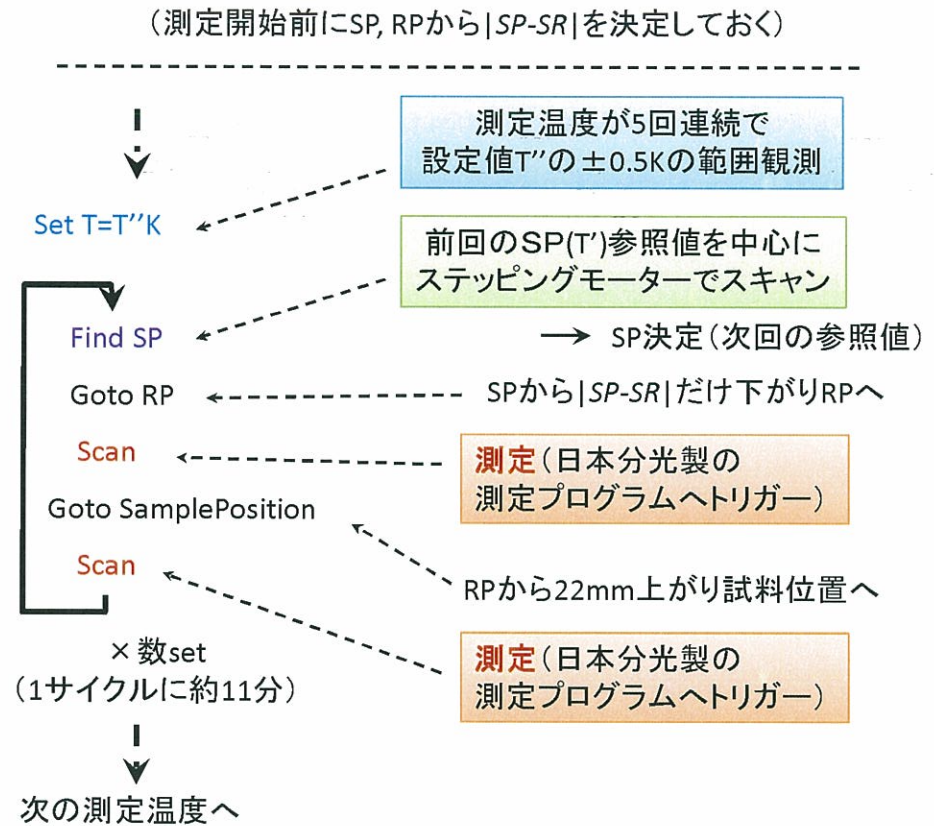 （測定開始前にSP, RPから|SP-SR|を決定しておく）
測定温度が5回連続で
設定値T''の±0.5Kの範囲観測
Set T=T''K
前回のSP(T')参照値を中心に
ステッピングモーターでスキャン
Find SP
→ SP決定（次回の参照値）
Goto RP
SPから|SP-SR|だけ下がりRPへ
Scan
測定（日本分光製の
測定プログラムへトリガー）
Goto SamplePosition
Scan
RPから22mm上がり試料位置へ
×数set
（1サイクルに約11分）
測定（日本分光製の
測定プログラムへトリガー）
次の測定温度へ